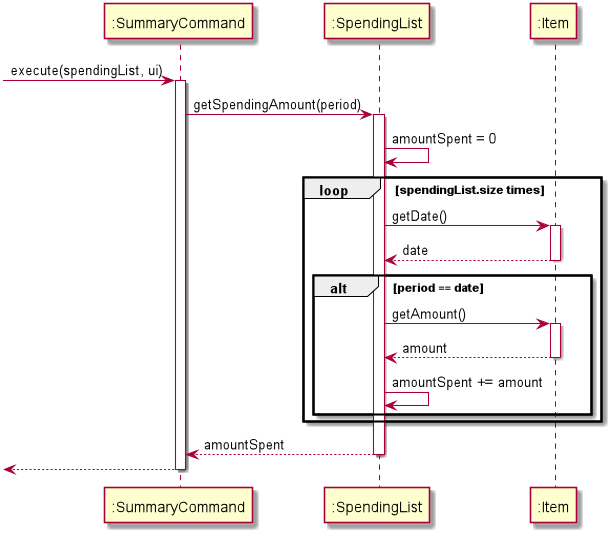 :SummaryCommand :SpendingList :Item
execute(spendingList, ui)
getSpendingAmount(period)
amountSpent = 0
loop [spendingList.size times]
getDate()
date
alt [period == date]
getAmount()
amount
amountSpent += amount
amountSpent
:SummaryCommand :SpendingList :Item